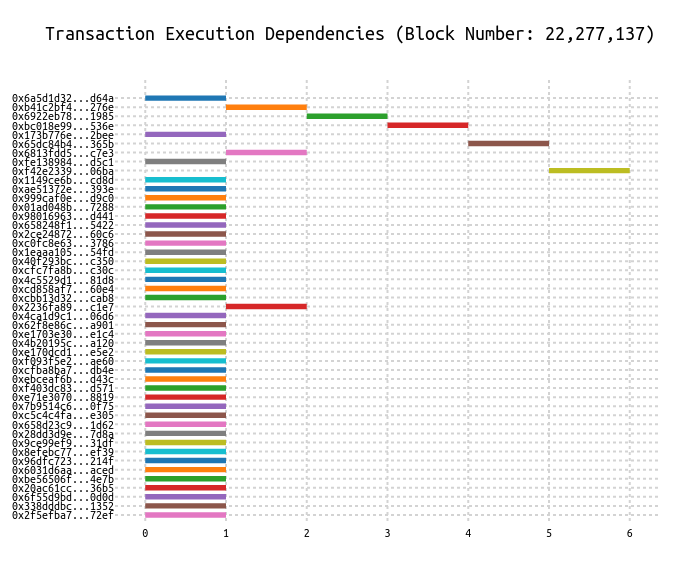 Transaction Execution Dependencies (Block Number: 22,277,137)
0x6a5d1d32...d64a
0xb41c2bf4...276e
0x6922eb78...1985
0xbc018e99...536e
0x173b776e...2bee
0x65dc84b4...365b
0x6813fdd5...c7e3
0xfe138984...d5c1
0xf42e2339...06ba
0x1149ce6b...cd8d
0xae51372e...393e
0x999caf0e...d9c0
0x01ad048b...7288
0x98016963...d441
0x658248f1...5422
0x2ce24872...60c6
0xc0fc8e63...3786
0x1eaaa105...54fd
0x40f293bc...c350
0xcfc7fa8b...c30c
0x4c5529d1...81d8
0xcd858af7...60e4
0xcbb13d32...cab8
0x2236fa89...c1e7
0x4ca1d9c1...06d6
0x62f8e86c...a901
0xe1703e30...e1c4
0x4b20195c...a120
0xe170dcd1...e5e2
0xf093f5e2...ae60
0xcfba8ba7...db4e
0xebceaf6b...d43c
0xf403dc83...d571
0xe71e3070...8819
0x7b9514c6...0f75
0xc5c4c4fa...e305
0x658d23c9...1d62
0x28dd3d9e...7d8a
0x9ce99ef9...31df
0x8efebc77...ef39
0x96dfc723...214f
0x6031d6aa...aced
0xbe56506f...4e7b
0x20ac61cc...36b5
0x6f55d9bd...0d0d
0x338dddbc...1352
0x2f5efba7...72ef
0 1 2 3 4 5 6